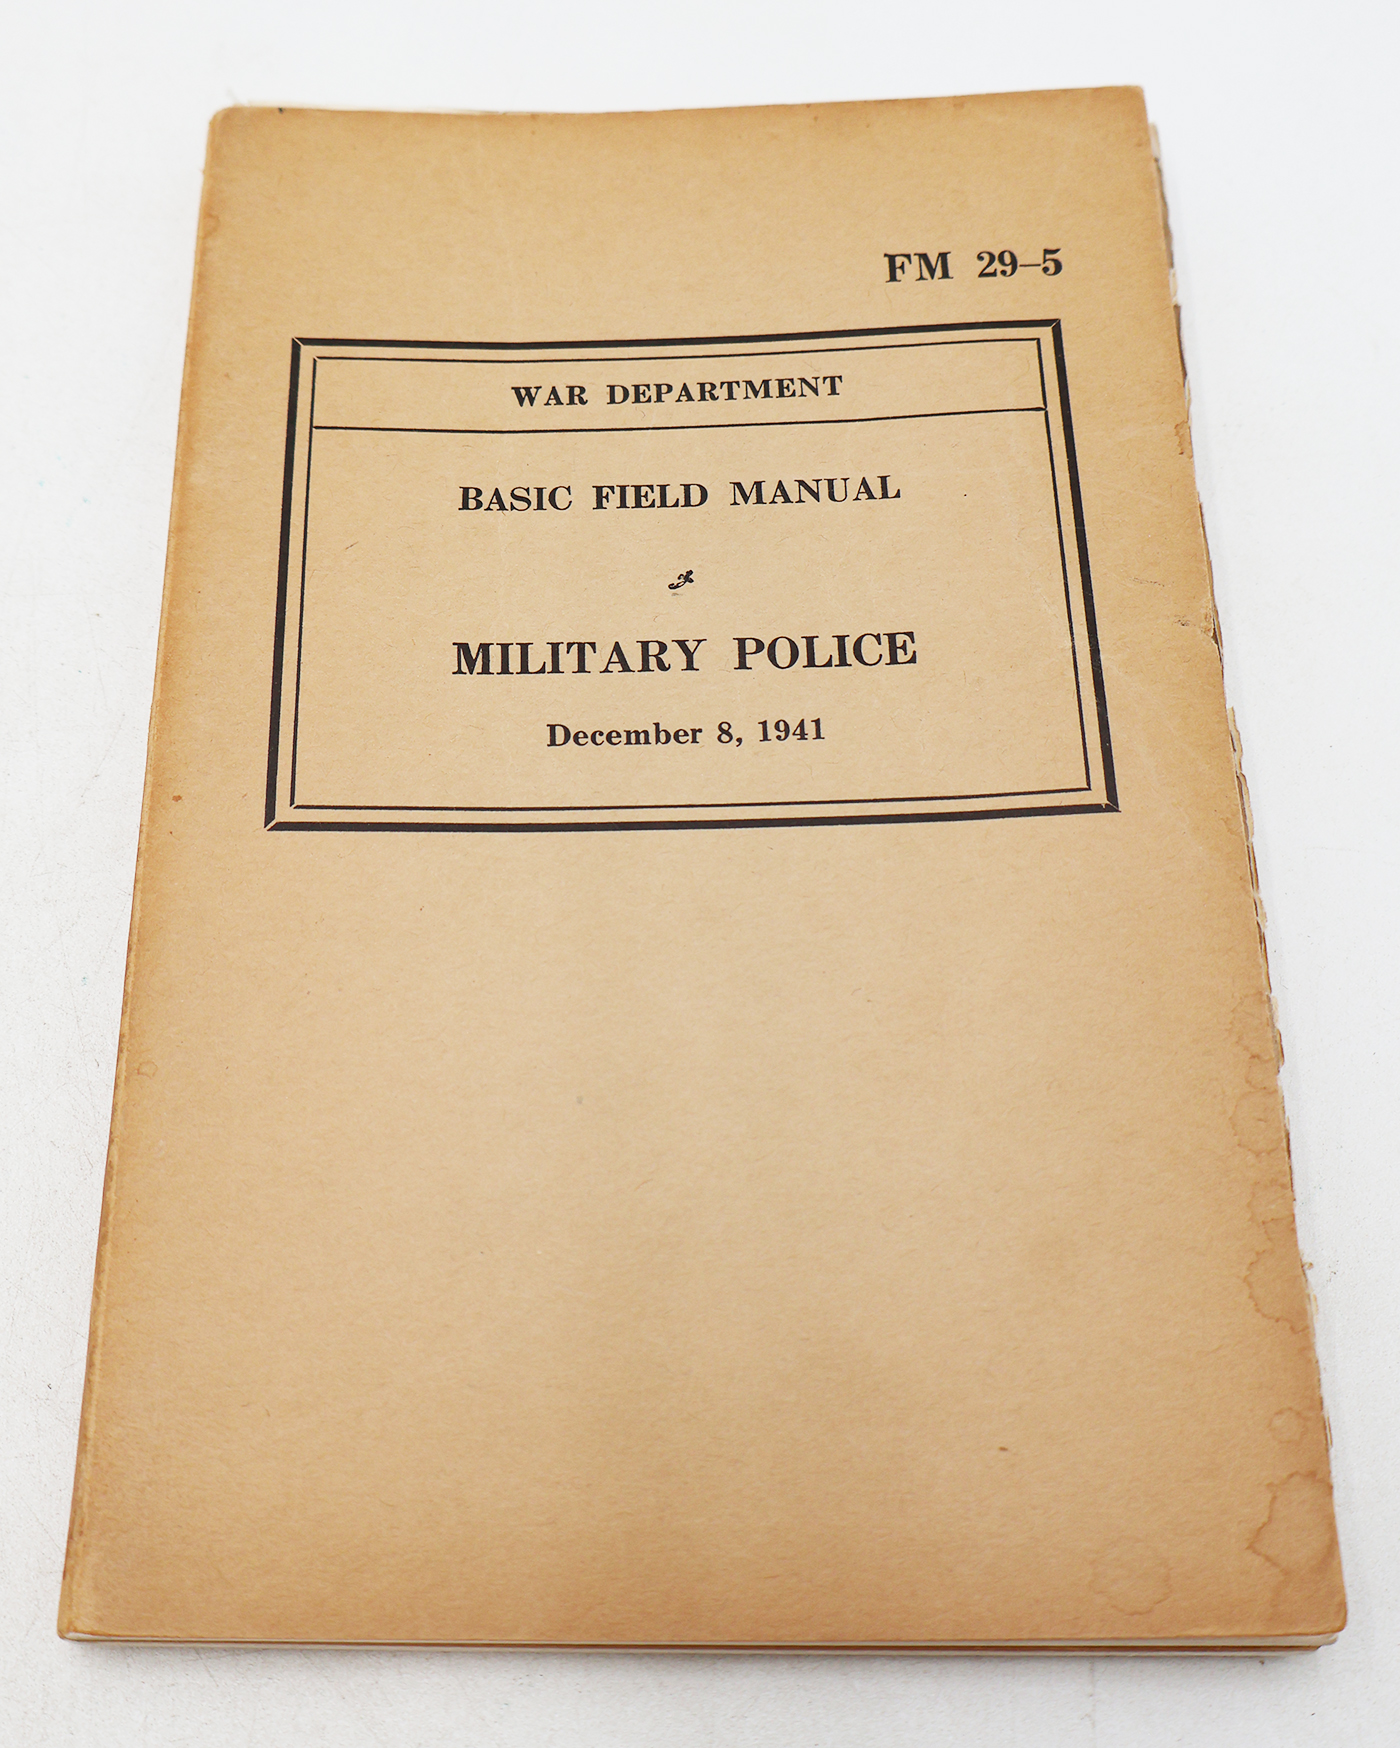 FM 29–5
WAR DEPARTMENT
BASIC FIELD MANUAL
MILITARY POLICE
December 8, 1941